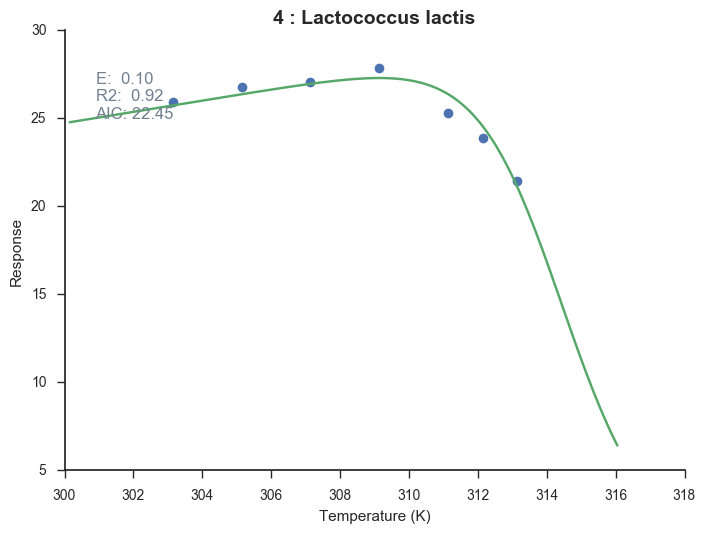 4 : Lactococcus lactis
30
E:  0.10
R2:  0.92
AIC: 22.45
25
20
Response
15
10
5
300 302 304 306 308 310 312 314 316 318
Temperature (K)